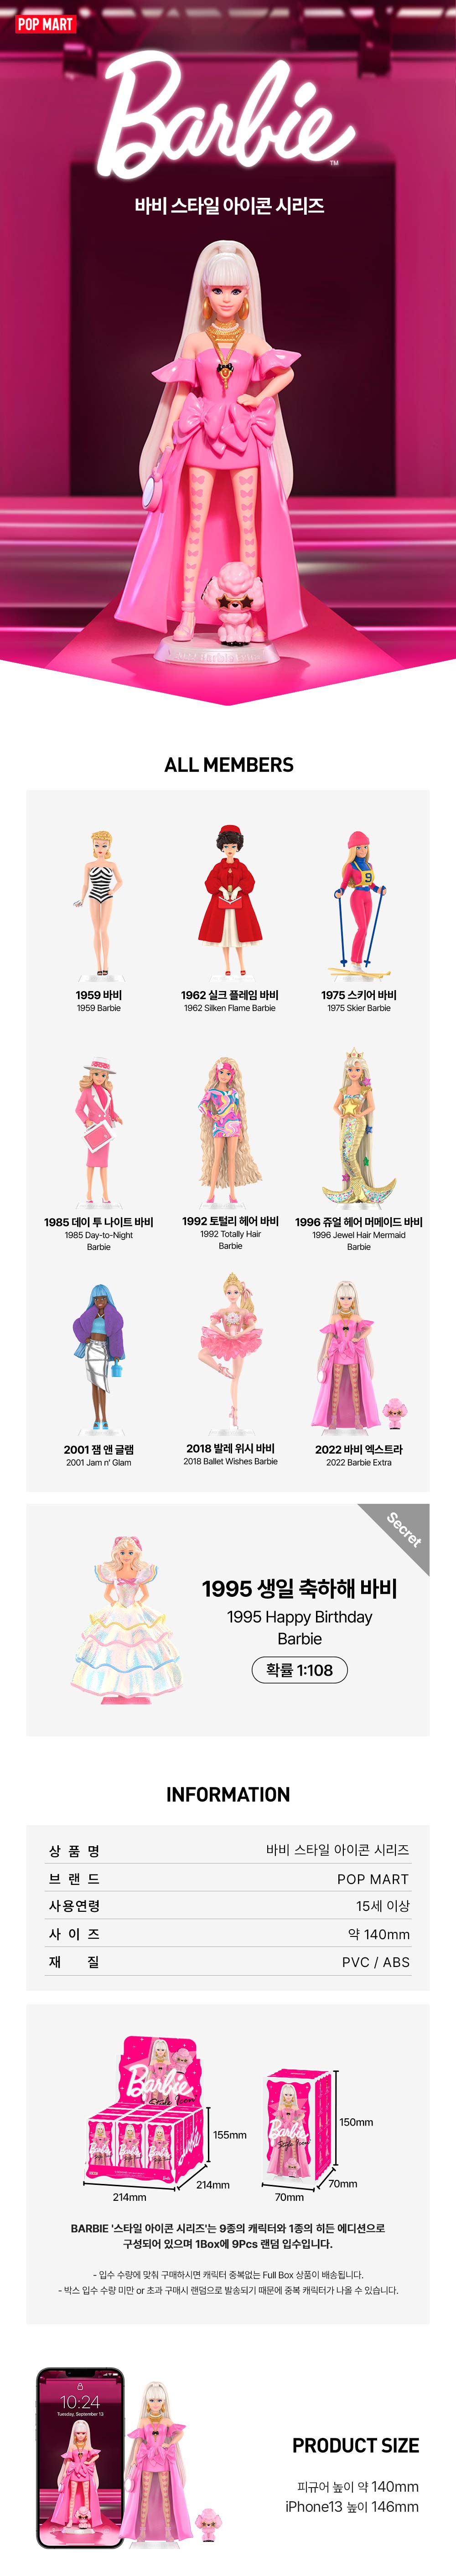 POP MART
Barbie
TM
바비 스타일 아이콘 시리즈
ALL MEMBERS
1959 바비
1959 Barbie
1962 실크 플레임 바비
1962 Silken Flame Barbie
9
1975 스키어 바비
1975 Skier Barbie
1985 데이 투 나이트 바비
1985 Day-to-Night
Barbie
1992 토털리 헤어 바비
1992 Totally Hair
Barbie
1996 쥬얼 헤어 머메이드 바비
1996 Jewel Hair Mermaid
Barbie
2001 잼 앤 글램
2001 Jam n' Glam
2018 발레 위시 바비
2018 Ballet Wishes Barbie
2022 바비 엑스트라
2022 Barbie Extra
Secret
1995 생일 축하해 바비
1995 Happy Birthday
Barbie
확률 1:108
INFORMATION
상 품 명 바비 스타일 아이콘 시리즈
브 랜 드 POP MART
사용연령 15세 이상
사 이 즈 약 140mm
재 질 PVC / ABS
Barbie
Style Icon
155mm
214mm
214mm
Barbie
Style Icon
150mm
70mm
70mm
BARBIE '스타일 아이콘 시리즈'는 9종의 캐릭터와 1종의 히든 에디션으로
구성되어 있으며 1Box에 9Pcs 랜덤 입수입니다.
- 입수 수량에 맞춰 구매하시면 캐릭터 중복없는 Full Box 상품이 배송됩니다.
- 박스 입수 수량 미만 or 초과 구매시 랜덤으로 발송되기 때문에 중복 캐릭터가 나올 수 있습니다.
10:24
Tuesday, September 13
PRODUCT SIZE
피규어 높이 약 140mm
iPhone13 높이 146mm